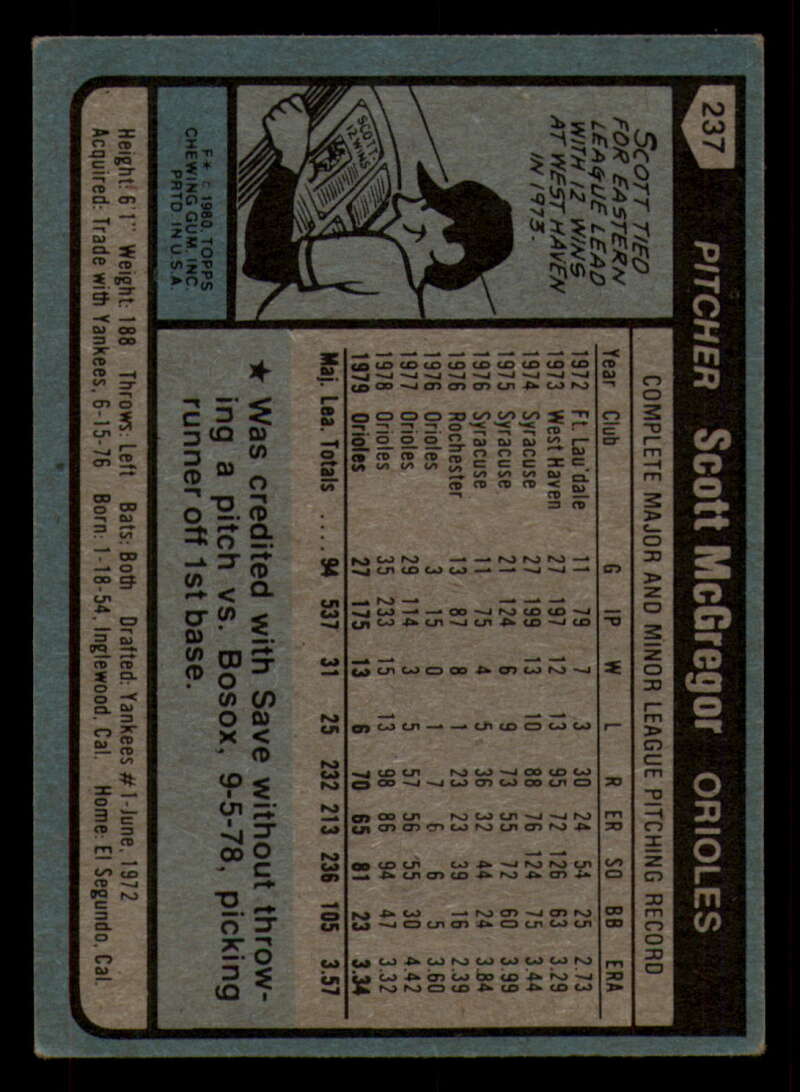 237
PITCHER Scott McGregor ORIOLES
SCOTT TIED
FOR EASTERN
LEAGUE LEAD
WITH 12 WINS
AT WEST HAVEN
IN 1973.
SCOTT:
12 WINS
F* © 1980 TOPPS
CHEWING GUM, INC.
PRTD IN U.S.A.
COMPLETE MAJOR AND MINOR LEAGUE PITCHING RECORD
Year Club G IP W L R ER SO BB ERA
1972 Ft. Lau'dale 11 79 7 3 30 24 54 25 2.73
1973 West Haven 27 197 12 13 95 72 126 63 3.29
1974 Syracuse 27 199 13 10 88 76 124 75 3.44
1975 Syracuse 21 124 6 9 73 55 72 60 3.99
1976 Syracuse 11 75 4 5 36 32 44 24 3.84
1976 Rochester 13 87 8 1 23 23 39 16 2.39
1976 Orioles 3 15 0 1 7 6 6 5 3.60
1977 Orioles 29 114 3 5 57 56 55 30 4.42
1978 Orioles 35 233 15 13 98 86 94 47 3.32
1979 Orioles 27 175 13 6 70 65 81 23 3.34
Maj. Lea. Totals .... 94 537 31 25 232 213 236 105 3.57
★ Was credited with Save without throw-
ing a pitch vs. Bosox, 9-5-78, picking
runner off 1st base.
Height: 6'1" Weight: 188 Throws: Left Bats: Both Drafted: Yankees #1-June, 1972
Acquired: Trade with Yankees, 6-15-76 Born: 1-18-54, Inglewood, Cal. Home: El Segundo, Cal.